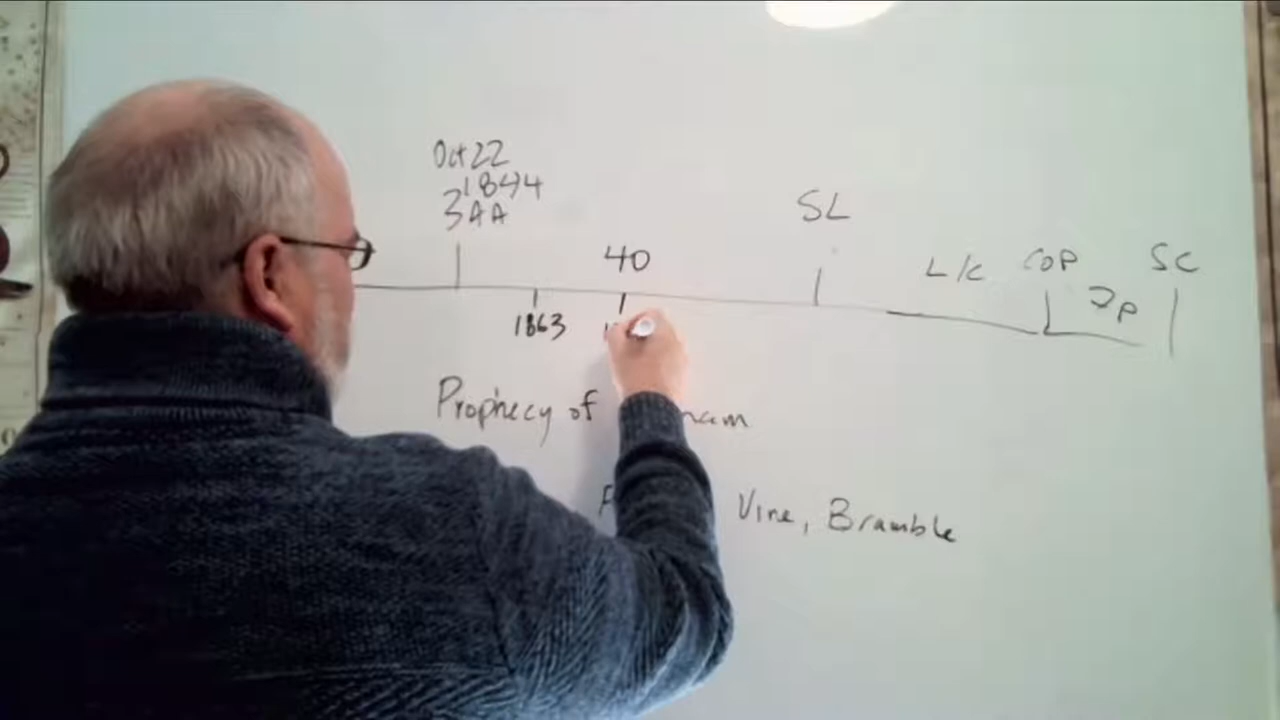 Oct 22
1844
3AA
40
SL
L/c
COP
JP
SC
1863
Prophecy of
Vine, Bramble